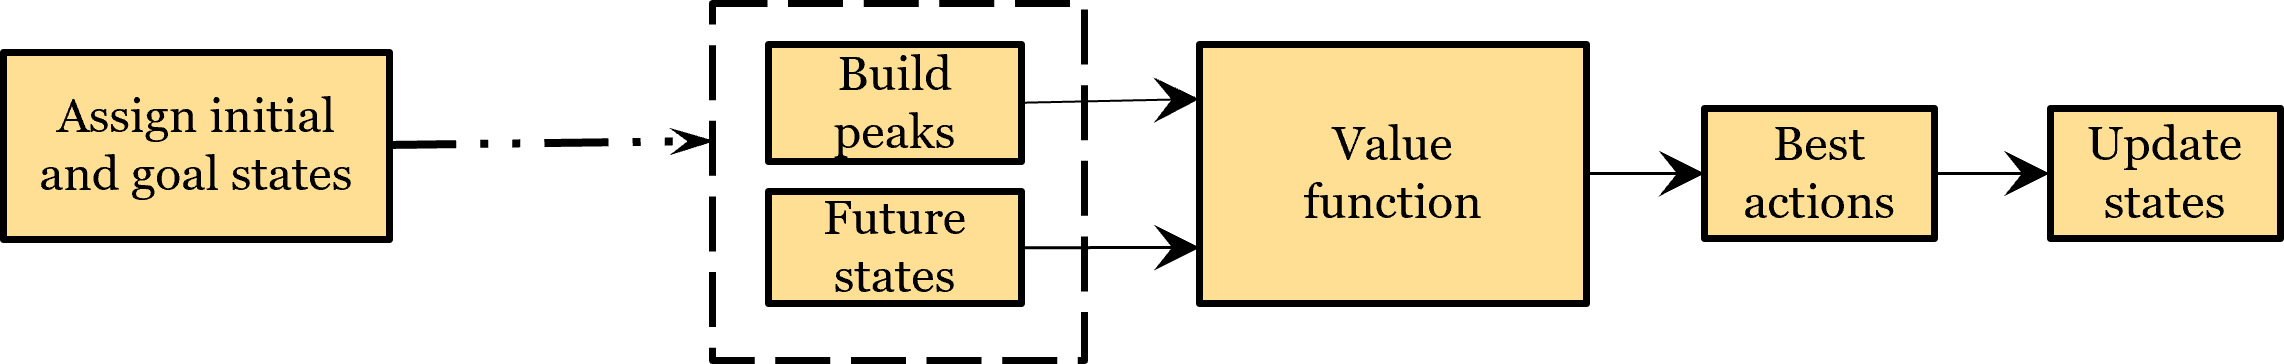 Assign initial
and goal states
Build
peaks
Future
states
Value
function
Best
actions
Update
states